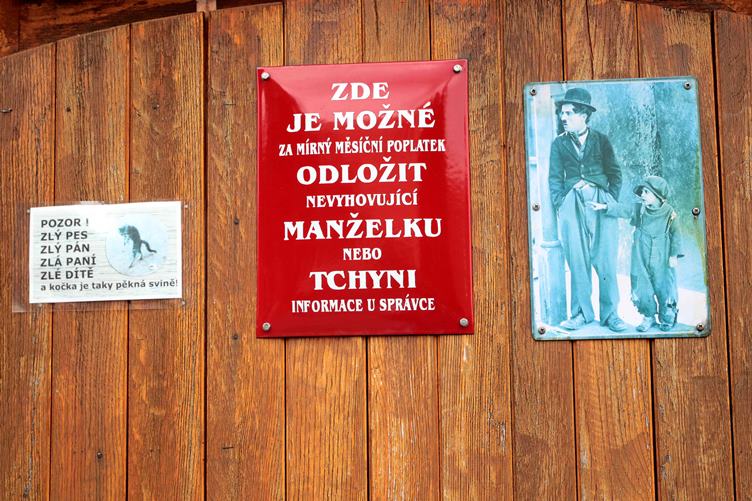 POZOR !
ZLÝ PES
ZLÝ PÁN
ZLÁ PANÍ
ZLÉ DÍTĚ
a kočka je taky pěkná svině!
ZDE
JE MOŽNÉ
ZA MÍRNÝ MĚSÍČNÍ POPLATEK
ODLOŽIT
NEVYHOVUJÍCÍ
MANŽELKU
NEBO
TCHYNI
INFORMACE U SPRÁVCE